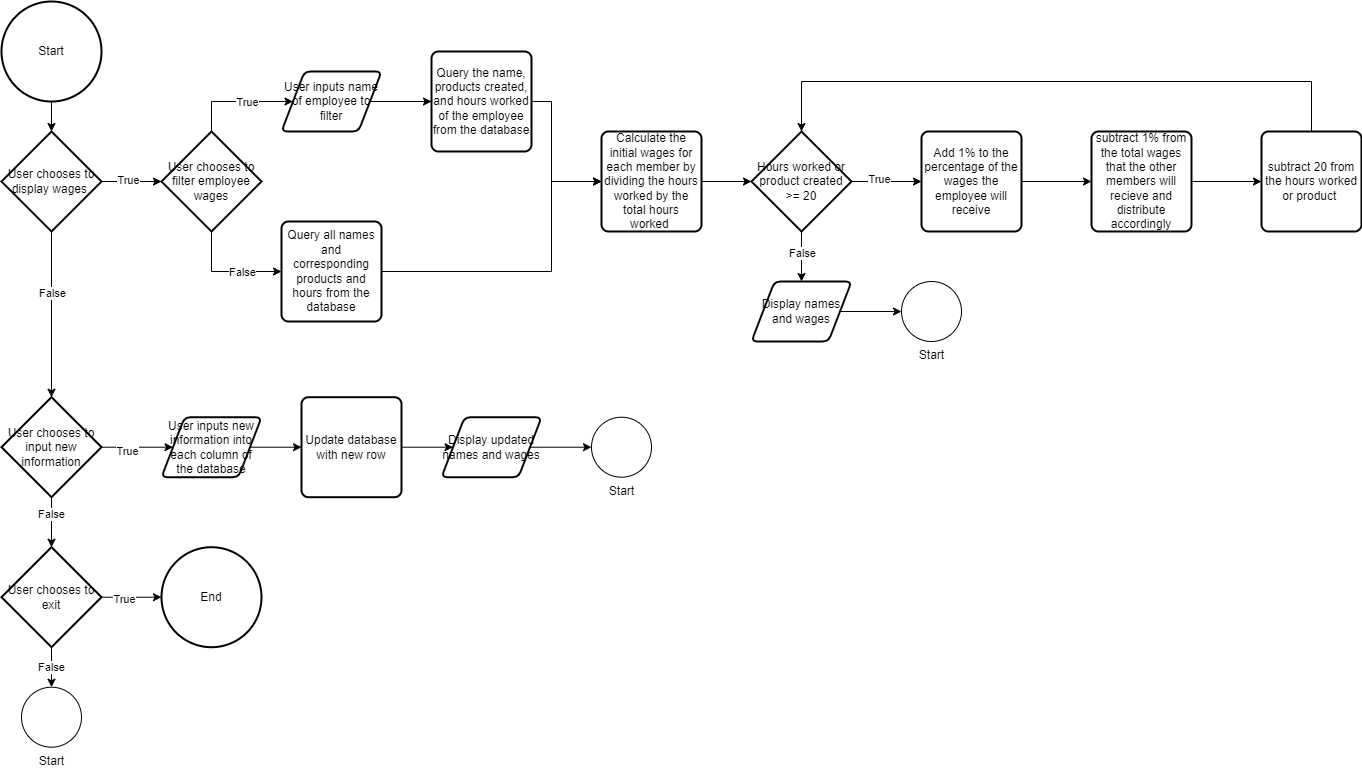 Start
User chooses to
display wages
True
User chooses to
filter employee
wages
True
User inputs name
of employee to
filter
Query the name,
products created,
and hours worked
of the employee
from the database
False
Query all names
and
corresponding
products and
hours from the
database
Calculate the
initial wages for
each member by
dividing the hours
worked by the
total hours
worked
Hours worked or
product created
>= 20
True
Add 1% to the
percentage of the
wages the
employee will
receive
subtract 1% from
the total wages
that the other
members will
recieve and
distribute
accordingly
subtract 20 from
the hours worked
or product
False
Display names
and wages
Start
False
User chooses to
input new
information
True
User inputs new
information into
each column of
the database
Update database
with new row
Display updated
names and wages
Start
False
User chooses to
exit
True
End
False
Start